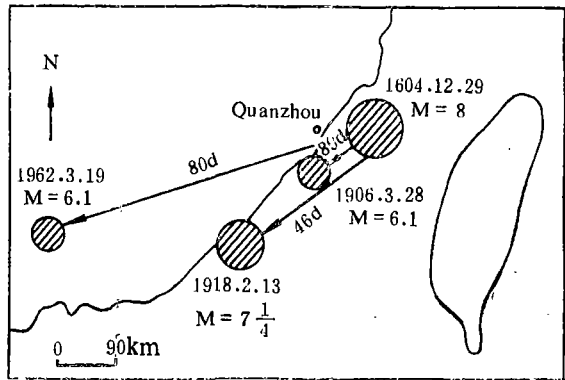 N
1604.12.29
M = 8
Quanzhou
80d
80d
1962.3.19
M = 6.1
1906.3.28
M = 6.1
46d
1918.2.13
M = 7 1/4
0 90km